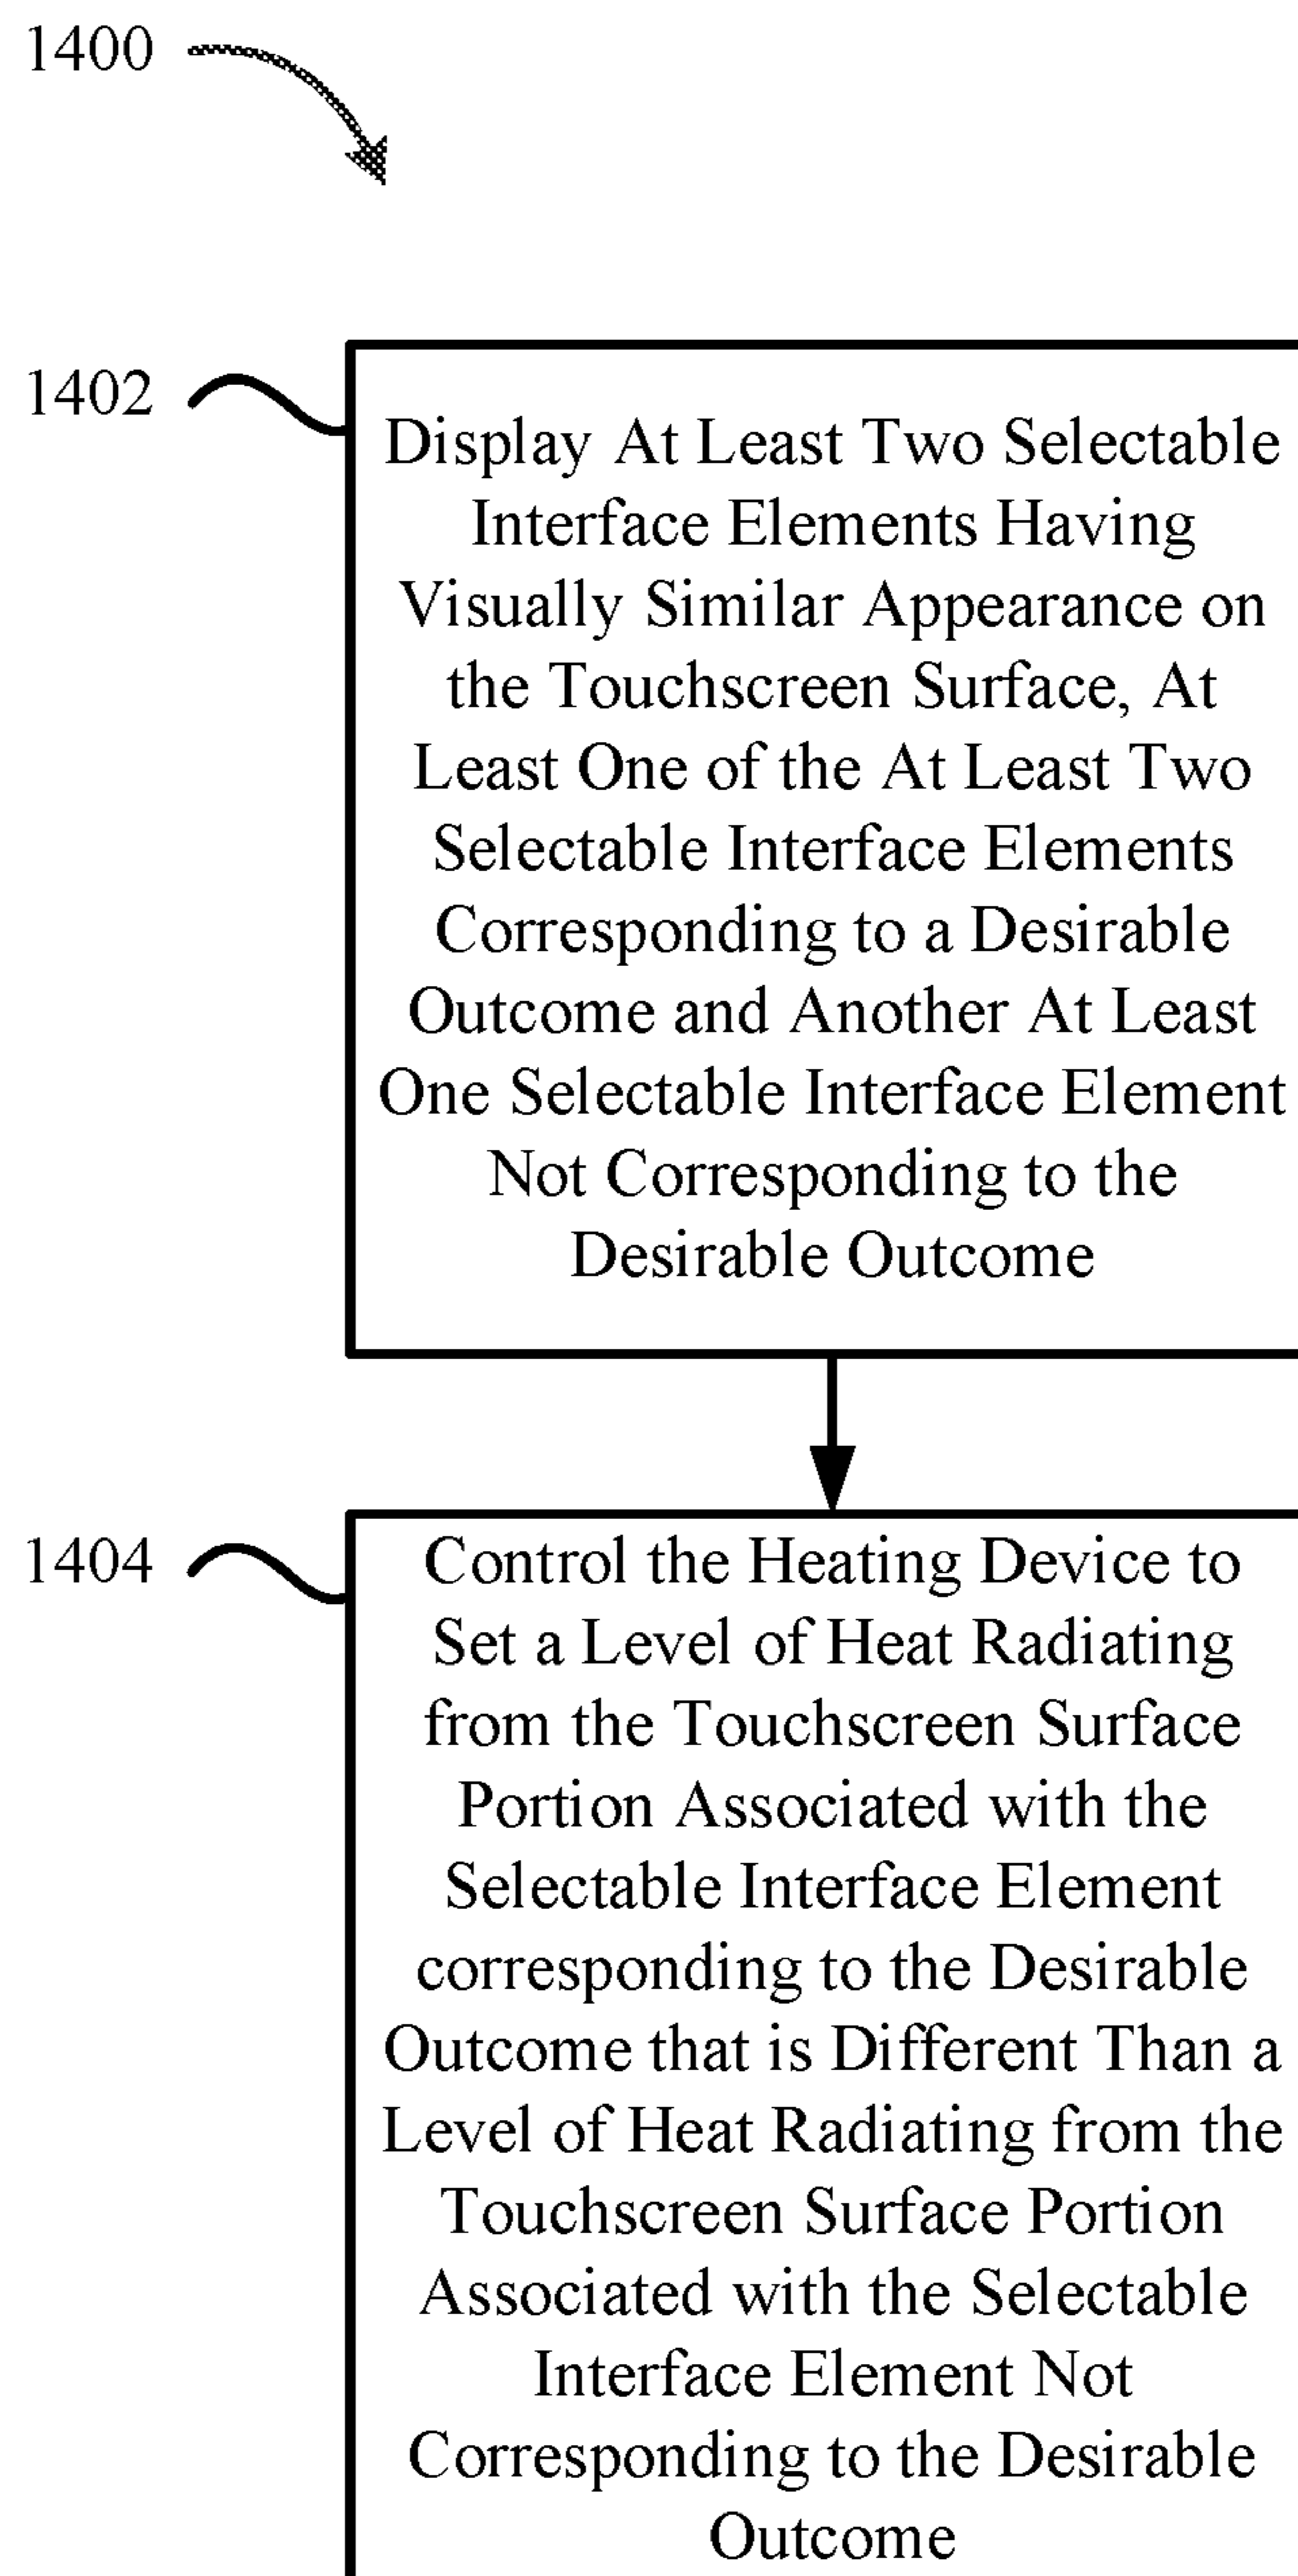 1400
1402
Display At Least Two Selectable
Interface Elements Having
Visually Similar Appearance on
the Touchscreen Surface, At
Least One of the At Least Two
Selectable Interface Elements
Corresponding to a Desirable
Outcome and Another At Least
One Selectable Interface Element
Not Corresponding to the
Desirable Outcome
1404
Control the Heating Device to
Set a Level of Heat Radiating
from the Touchscreen Surface
Portion Associated with the
Selectable Interface Element
corresponding to the Desirable
Outcome that is Different Than a
Level of Heat Radiating from the
Touchscreen Surface Portion
Associated with the Selectable
Interface Element Not
Corresponding to the Desirable
Outcome